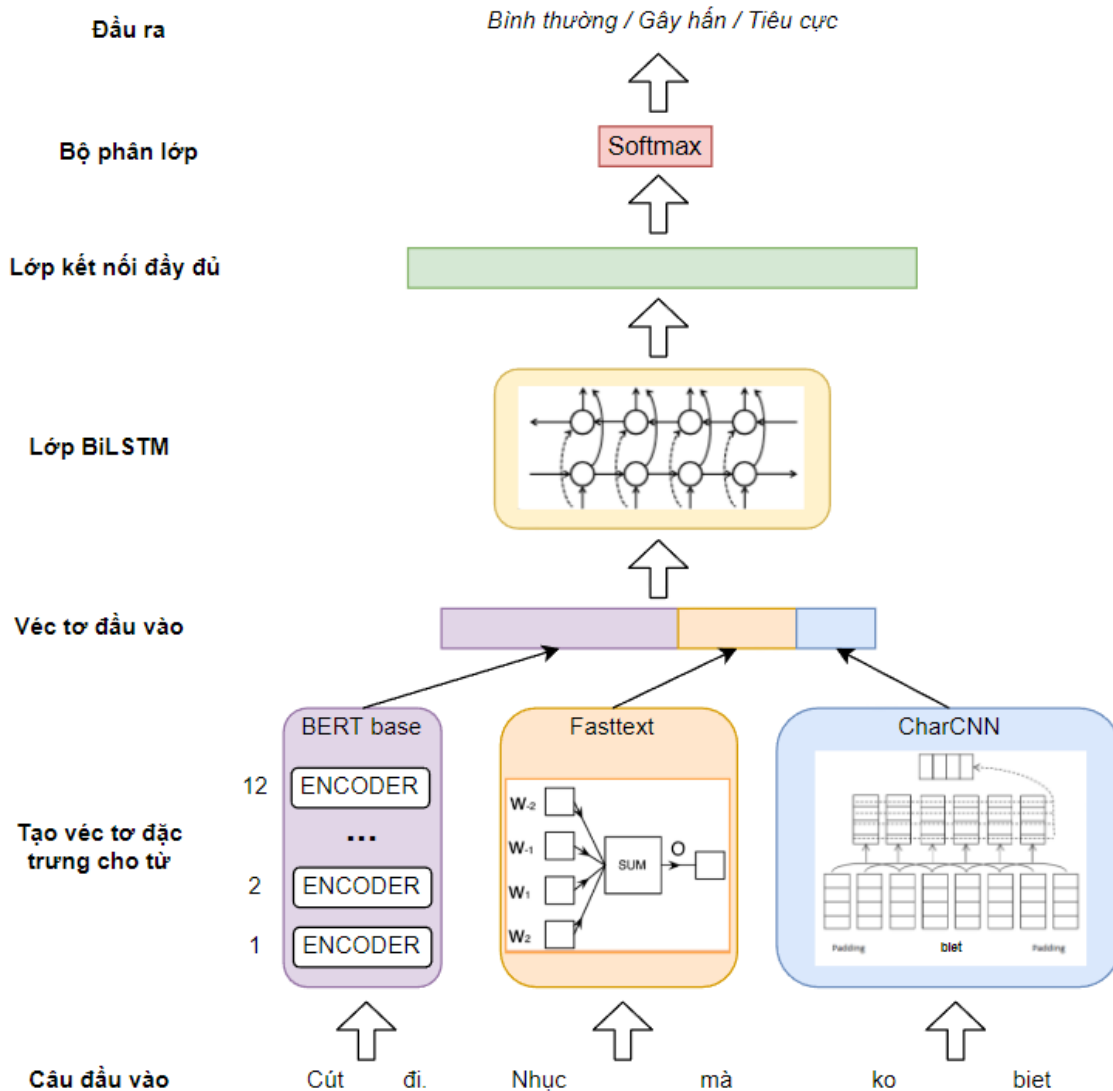 Đầu ra
Bình thường / Gây hấn / Tiêu cực
Bộ phân lớp
Softmax
Lớp kết nối đầy đủ
Lớp BiLSTM
Véc tơ đầu vào
Tạo véc tơ đặc
trưng cho từ
BERT base
12
ENCODER
...
2
ENCODER
1
ENCODER
Fasttext
W-2
W-1
W1
W2
SUM
O
CharCNN
Padding
biet
Padding
Câu đầu vào
Cút đi. Nhục mà ko biet